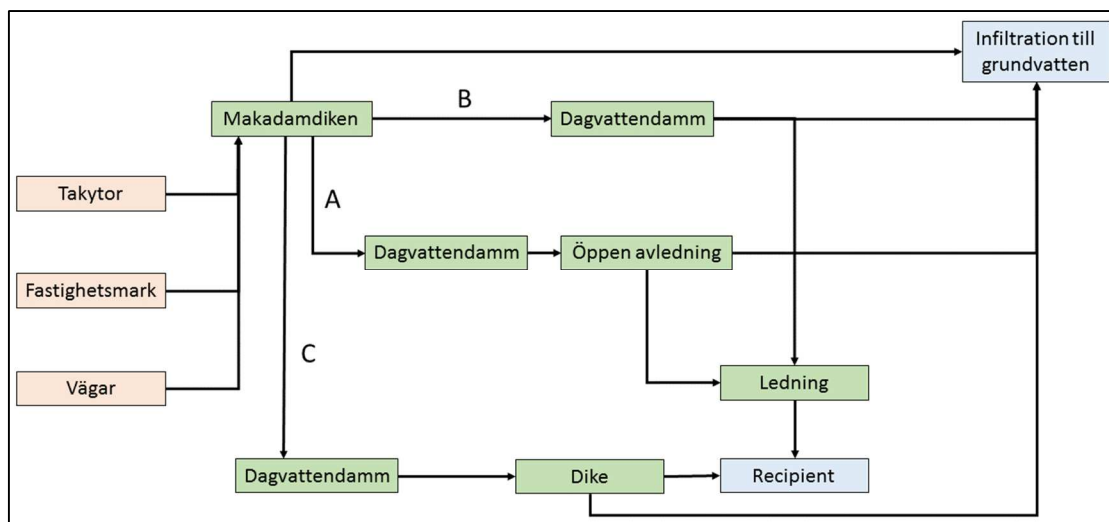 Infiltration till
grundvatten
B
Makadamdiken
Dagvattendamm
Takytor
A
Dagvattendamm
Öppen avledning
Fastighetsmark
C
Vägar
Ledning
Dagvattendamm
Dike
Recipient